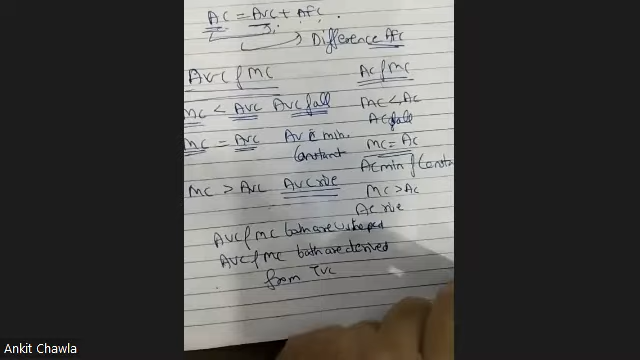 AC = AVC + AFC.
Difference AFC
AVC & MC
MC < AVC AVC fall
MC = AVC AVC min. Constant
MC > AVC AVC rise
AC & MC
MC < AC
AC fall
MC = AC
AC min & Constant
MC > AC
AC rise
AVC & MC both are U shaped
AVC & MC both are derived
from TVC
Ankit Chawla